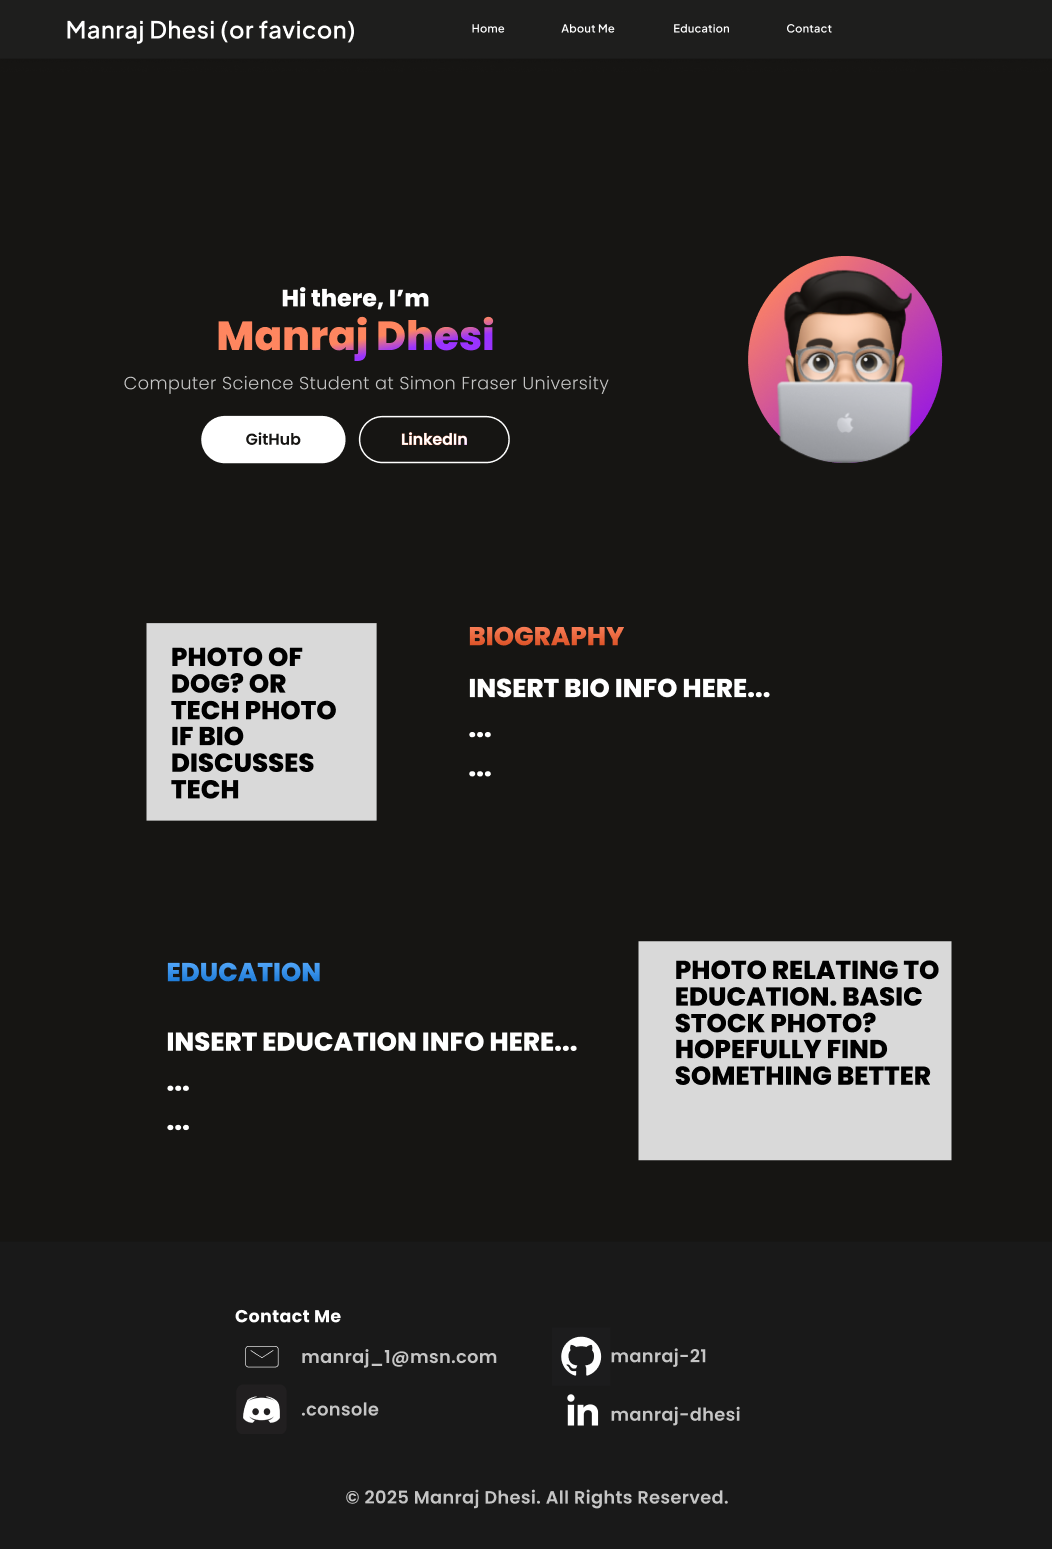 Manraj Dhesi (or favicon)
Home
About Me
Education
Contact
Hi there, I’m
Manraj Dhesi
Computer Science Student at Simon Fraser University
GitHub
LinkedIn
PHOTO OF
DOG? OR
TECH PHOTO
IF BIO
DISCUSSES
TECH
BIOGRAPHY
INSERT BIO INFO HERE...
...
...
EDUCATION
INSERT EDUCATION INFO HERE...
...
...
PHOTO RELATING TO
EDUCATION. BASIC
STOCK PHOTO?
HOPEFULLY FIND
SOMETHING BETTER
Contact Me
manraj_1@msn.com
manraj-21
.console
manraj-dhesi
© 2025 Manraj Dhesi. All Rights Reserved.